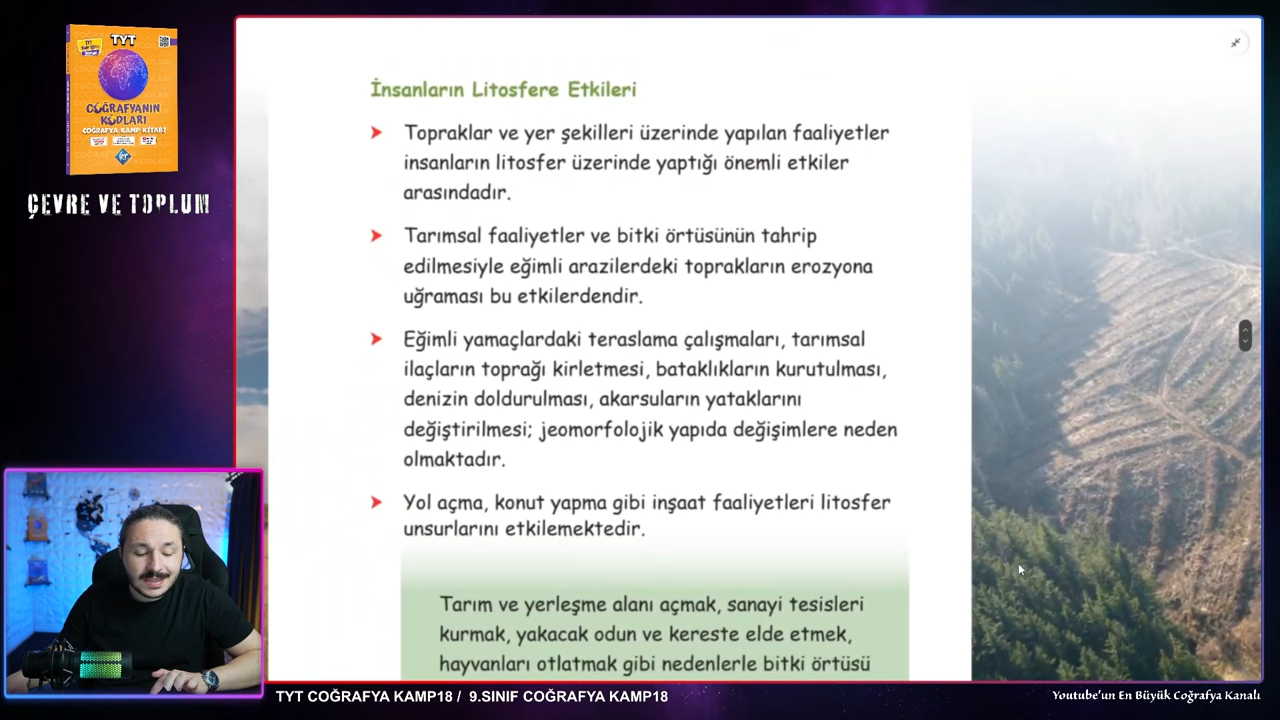 TYT
COĞRAFYANIN
KODLARI
COĞRAFYA KAMP KİTABI
ÇEVRE VE TOPLUM
İnsanların Litosfere Etkileri
Topraklar ve yer şekilleri üzerinde yapılan faaliyetler
insanların litosfer üzerinde yaptığı önemli etkiler
arasındadır.
Tarımsal faaliyetler ve bitki örtüsünün tahrip
edilmesiyle eğimli arazilerdeki toprakların erozyona
uğraması bu etkilerdendir.
Eğimli yamaçlardaki teraslama çalışmaları, tarımsal
ilaçların toprağı kirletmesi, bataklıkların kurutulması,
denizin doldurulması, akarsuların yataklarını
değiştirilmesi; jeomorfolojik yapıda değişimlere neden
olmaktadır.
Yol açma, konut yapma gibi inşaat faaliyetleri litosfer
unsurlarını etkilemektedir.
Tarım ve yerleşme alanı açmak, sanayi tesisleri
kurmak, yakacak odun ve kereste elde etmek,
hayvanları otlatmak gibi nedenlerle bitki örtüsü
TYT COĞRAFYA KAMP18 / 9.SINIF COĞRAFYA KAMP18
Youtube'un En Büyük Coğrafya Kanalı